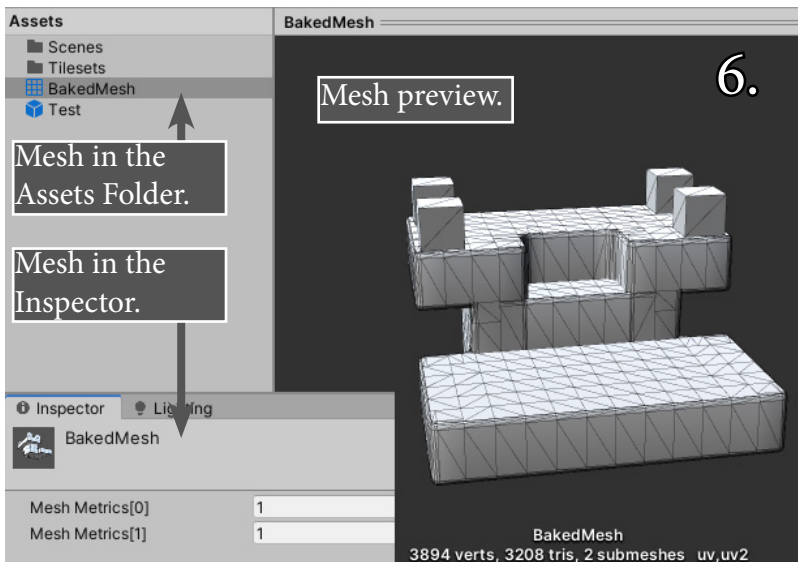 Assets
BakedMesh
Scenes
Tilesets
BakedMesh
Test
6.
Mesh preview.
Mesh in the
Assets Folder.
Mesh in the
Inspector.
Inspector
Lighting
BakedMesh
Mesh Metrics[0] 1
Mesh Metrics[1] 1
BakedMesh
3894 verts, 3208 tris, 2 submeshes uv,uv2